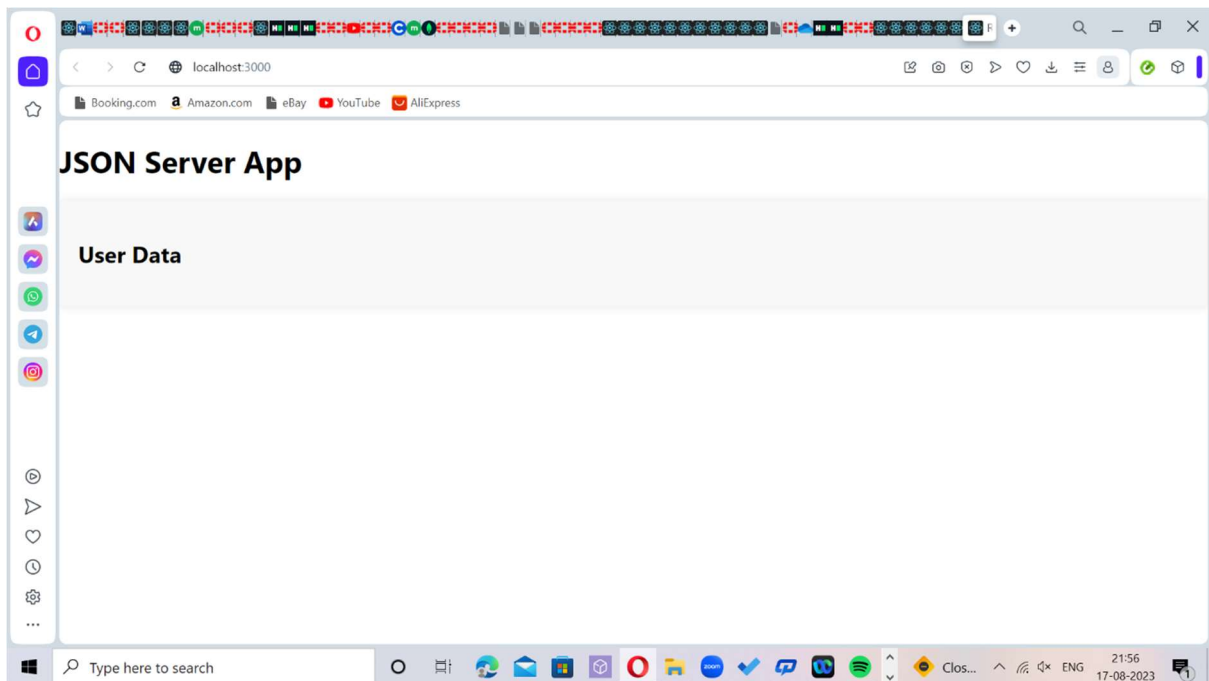 localhost:3000
Booking.com Amazon.com eBay YouTube AliExpress
JSON Server App
User Data
Type here to search
zoom
Clos... ENG
21:56
17-08-2023